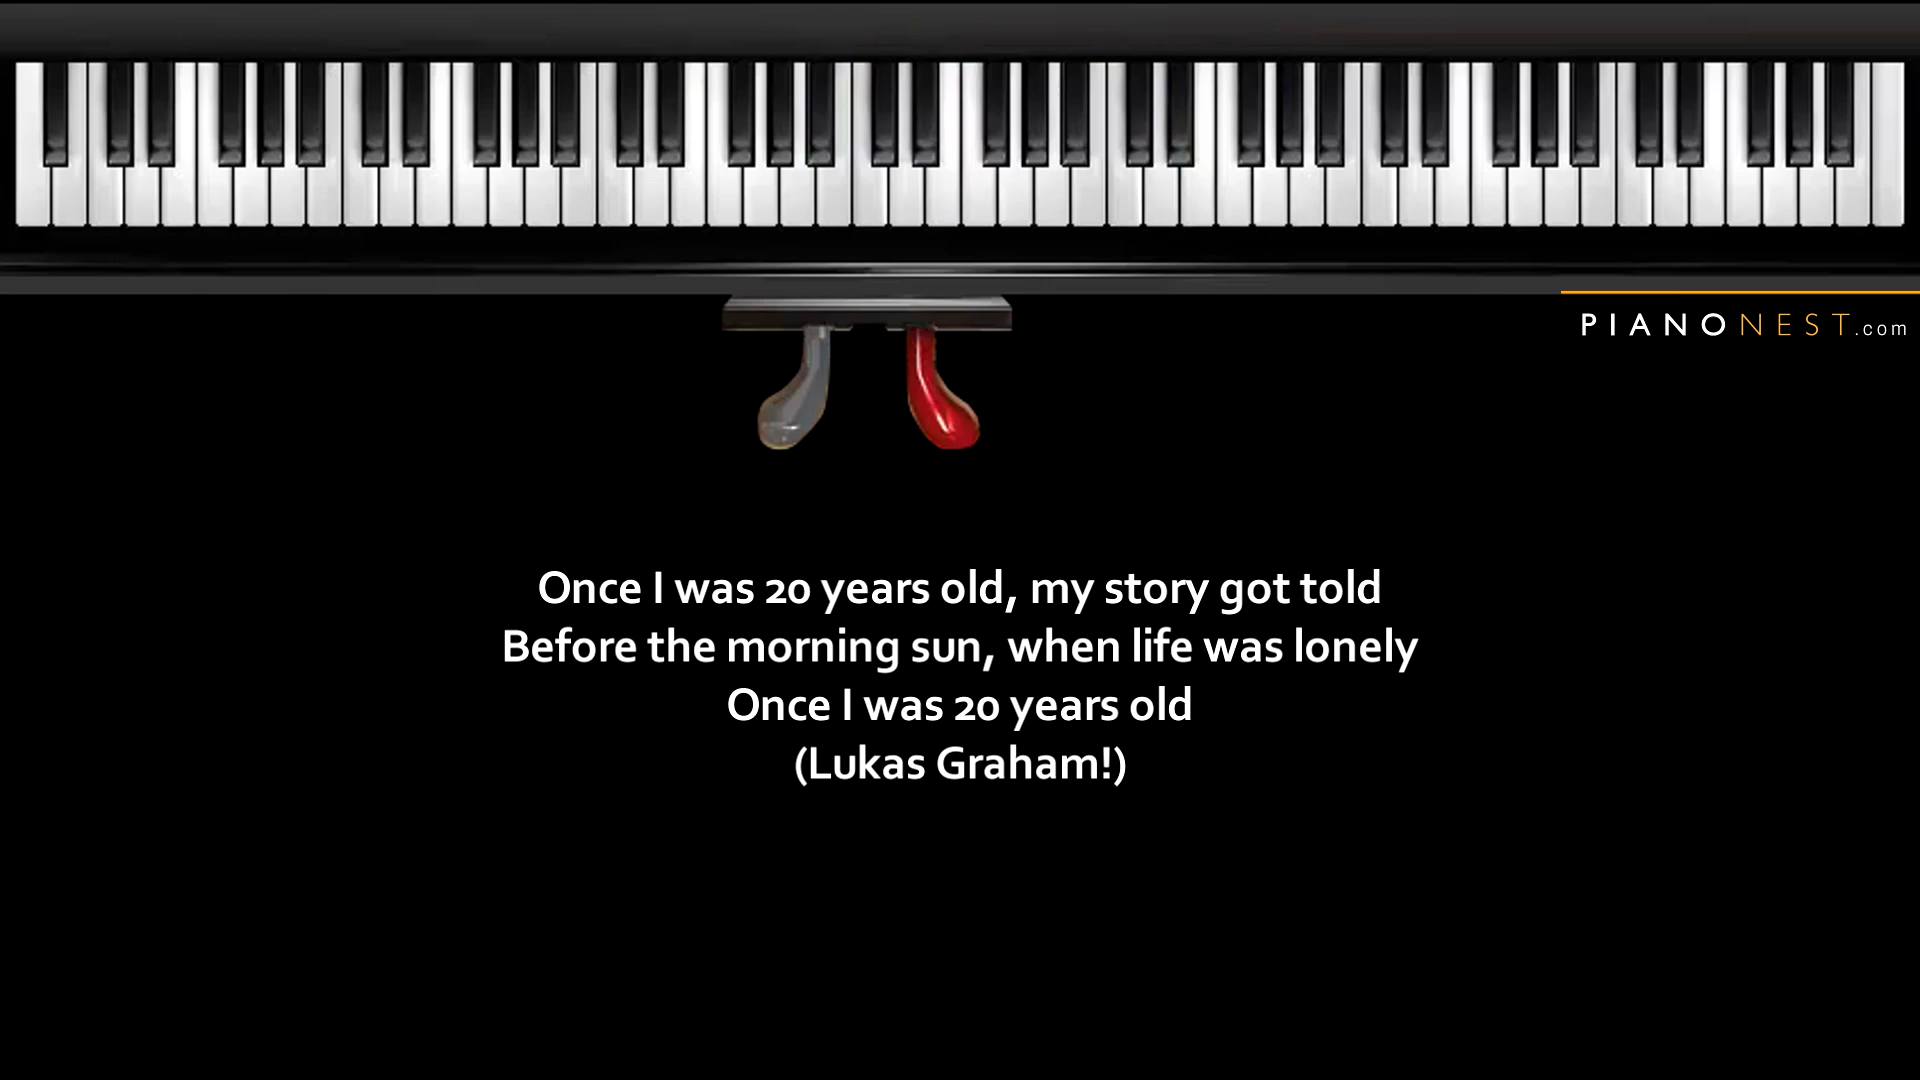 PIANONEST.com
Once I was 20 years old, my story got told
Before the morning sun, when life was lonely
Once I was 20 years old
(Lukas Graham!)